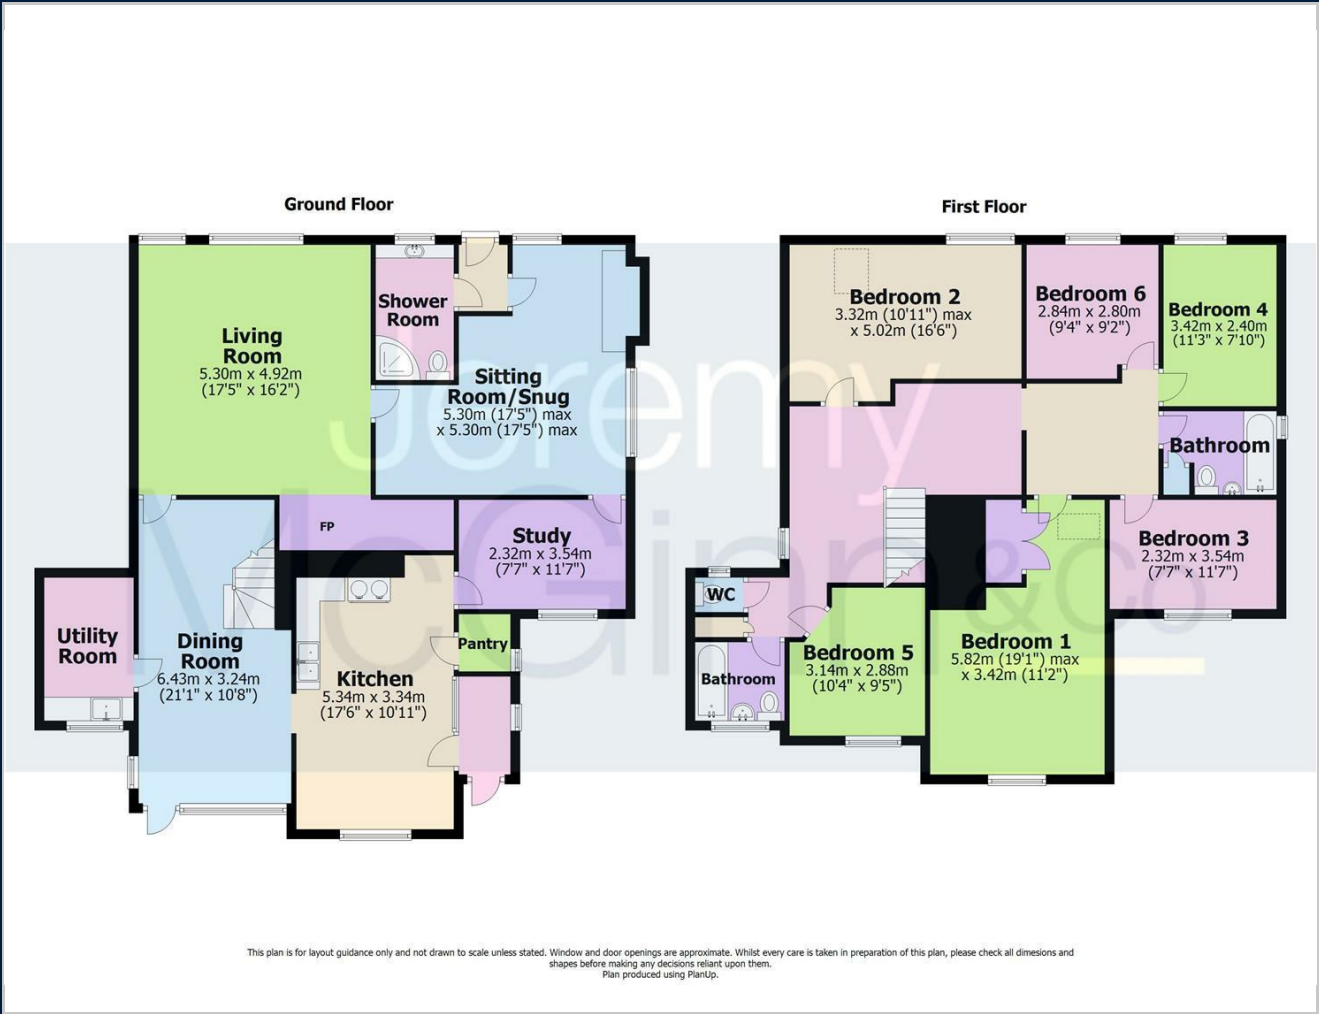 Ground Floor
Living
Room
5.30m x 4.92m
(17'5" x 16'2")
Shower
Room
Sitting
Room/Snug
5.30m (17'5") max
x 5.30m (17'5") max
FP
Study
2.32m x 3.54m
(7'7" x 11'7")
Utility
Room
Dining
Room
6.43m x 3.24m
(21'1" x 10'8")
Kitchen
5.34m x 3.34m
(17'6" x 10'11")
Pantry
First Floor
Bedroom 2
3.32m (10'11") max
x 5.02m (16'6")
Bedroom 6
2.84m x 2.80m
(9'4" x 9'2")
Bedroom 4
3.42m x 2.40m
(11'3" x 7'10")
Bathroom
Bedroom 3
2.32m x 3.54m
(7'7" x 11'7")
WC
Bathroom
Bedroom 5
3.14m x 2.88m
(10'4" x 9'5")
Bedroom 1
5.82m (19'1") max
x 3.42m (11'2")
Jeremy
McGinn & Co
This plan is for layout guidance only and not drawn to scale unless stated. Window and door openings are approximate. Whilst every care is taken in preparation of this plan, please check all dimesions and
shapes before making any decisions reliant upon them.
Plan produced using PlanUp.